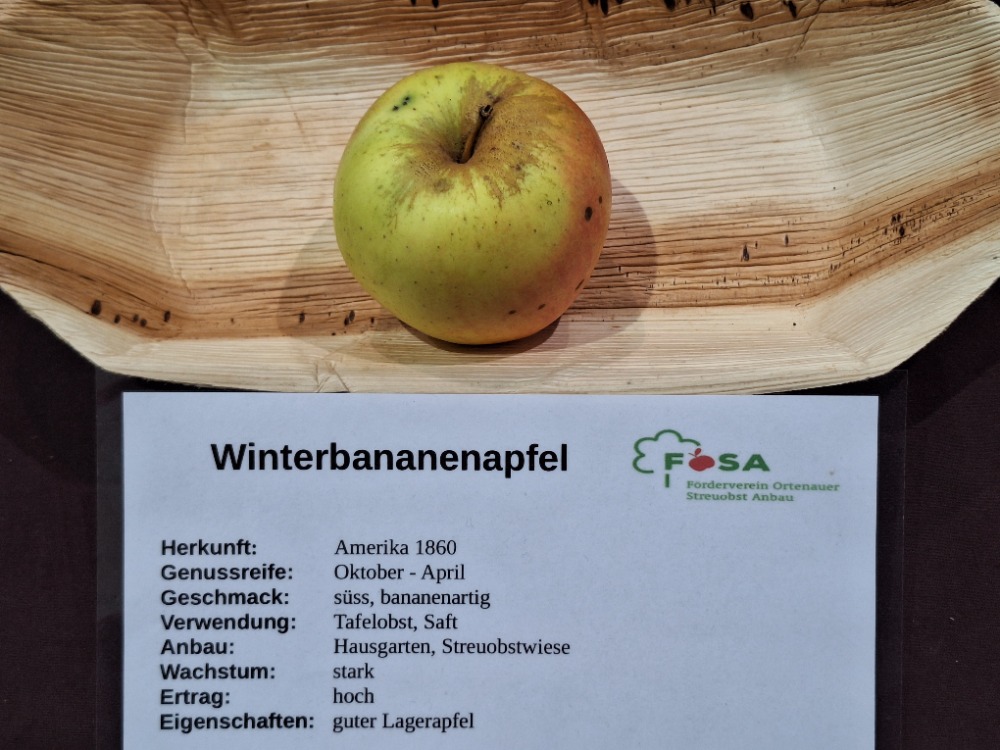 Winterbananenapfel
FOSA
Förderverein Ortenauer
Streuobst Anbau
Herkunft: Amerika 1860
Genussreife: Oktober - April
Geschmack: süss, bananenartig
Verwendung: Tafelobst, Saft
Anbau: Hausgarten, Streuobstwiese
Wachstum: stark
Ertrag: hoch
Eigenschaften: guter Lagerapfel